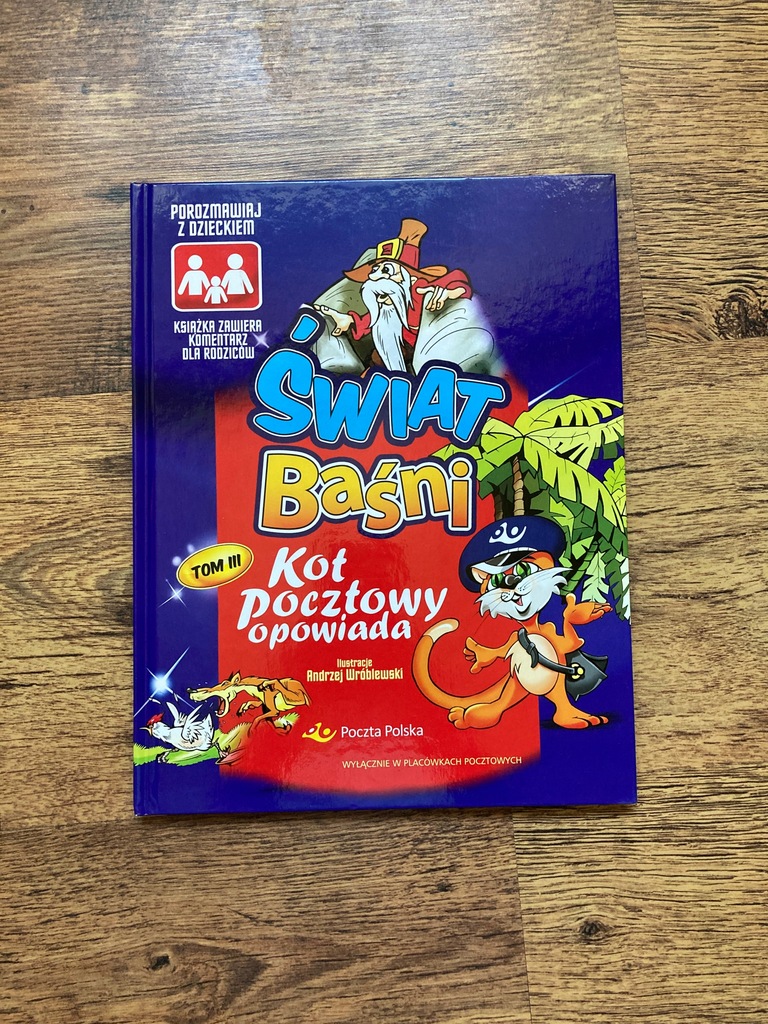 POROZMAWIAJ
Z DZIECKIEM
KSIĄŻKA ZAWIERA
KOMENTARZ
DLA RODZICÓW
ŚWIAT
Baśni
TOM III
Kot
pocztowy
opowiada
Ilustracje
Andrzej Wróblewski
Poczta Polska
WYŁĄCZNIE W PLACÓWKACH POCZTOWYCH